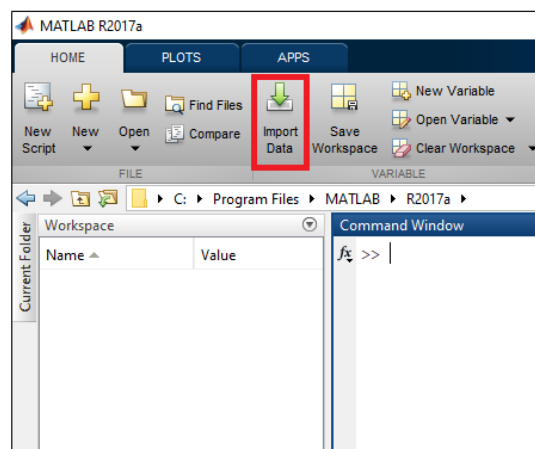 MATLAB R2017a
HOME PLOTS APPS
New Script
New
Open
Find Files
Compare
Import Data
Save Workspace
New Variable
Open Variable
Clear Workspace
FILE VARIABLE
C: Program Files MATLAB R2017a
Current Folder
Workspace
Name Value
Command Window
fx >>